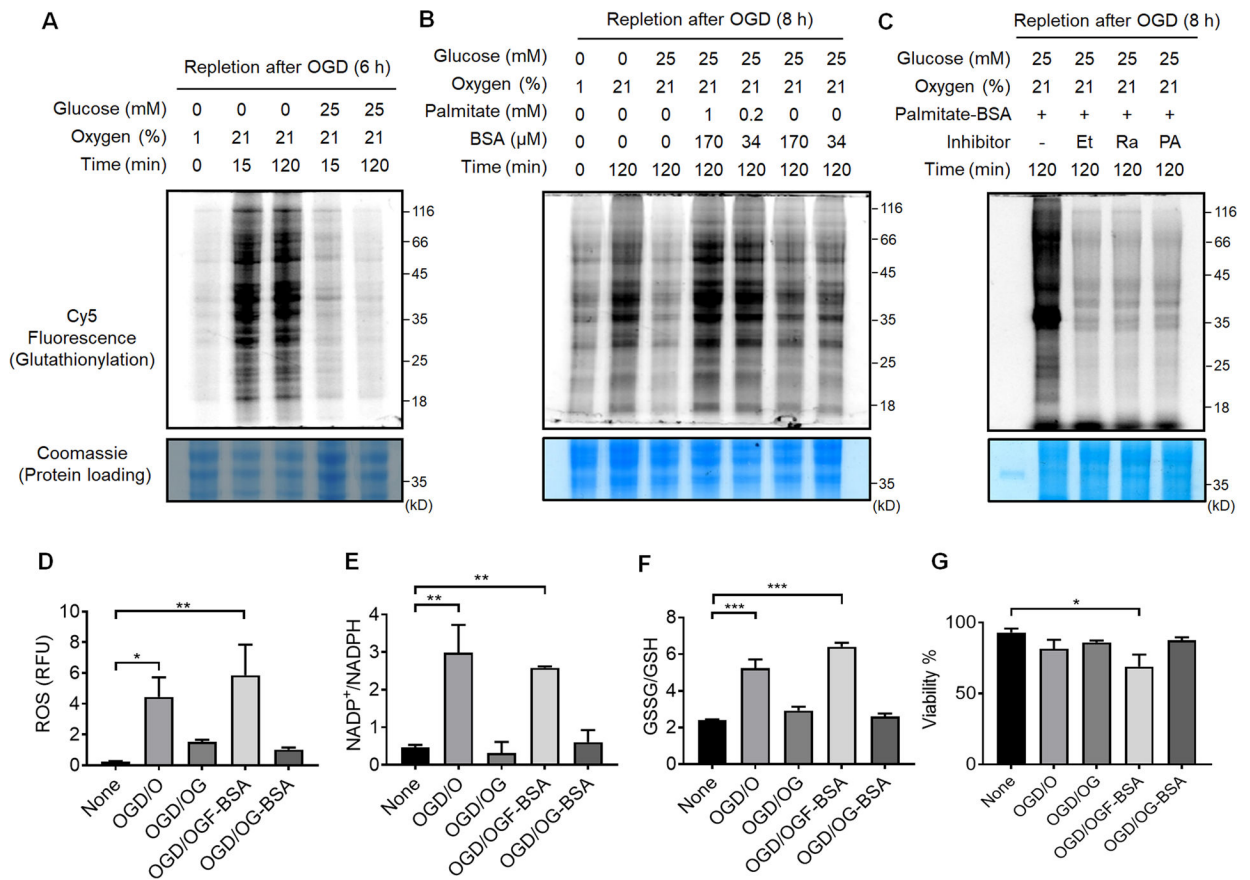 A
Repletion after OGD (6 h)
Glucose (mM) 0 0 0 25 25
Oxygen (%) 1 21 21 21 21
Time (min) 0 15 120 15 120
116
66
45
35
25
18
Cy5
Fluorescence
(Glutathionylation)
Coomassie
(Protein loading)
35
(kD)
B
Repletion after OGD (8 h)
Glucose (mM) 0 0 25 25 25 25 25
Oxygen (%) 1 21 21 21 21 21 21
Palmitate (mM) 0 0 0 1 0.2 0 0
BSA (µM) 0 0 0 170 34 170 34
Time (min) 0 120 120 120 120 120 120
116
66
45
35
25
18
35
(kD)
C
Repletion after OGD (8 h)
Glucose (mM) 25 25 25 25
Oxygen (%) 21 21 21 21
Palmitate-BSA + + + +
Inhibitor - Et Ra PA
Time (min) 120 120 120 120
116
66
45
35
25
18
35
(kD)
D
ROS (RFU)
10
8
6
4
2
0
*
**
None
OGD/O
OGD/OG
OGD/OGF-BSA
OGD/OG-BSA
E
NADP+/NADPH
4
3
2
1
0
**
**
None
OGD/O
OGD/OG
OGD/OGF-BSA
OGD/OG-BSA
F
GSSG/GSH
8
6
4
2
0
***
***
None
OGD/O
OGD/OG
OGD/OGF-BSA
OGD/OG-BSA
G
Viability %
100
50
0
*
None
OGD/O
OGD/OG
OGD/OGF-BSA
OGD/OG-BSA